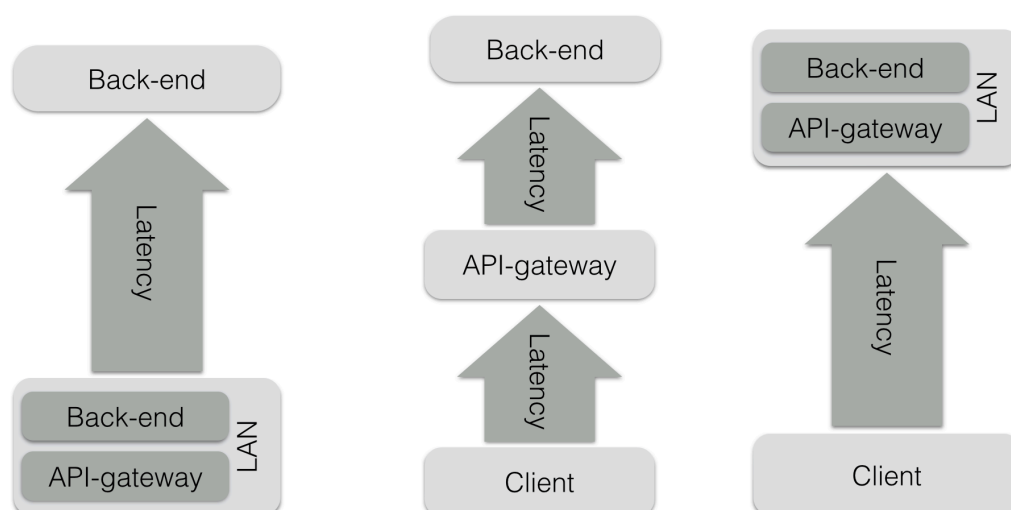 Back-end
Latency
Back-end
API-gateway
LAN
Back-end
Latency
API-gateway
Latency
Client
Back-end
API-gateway
LAN
Latency
Client